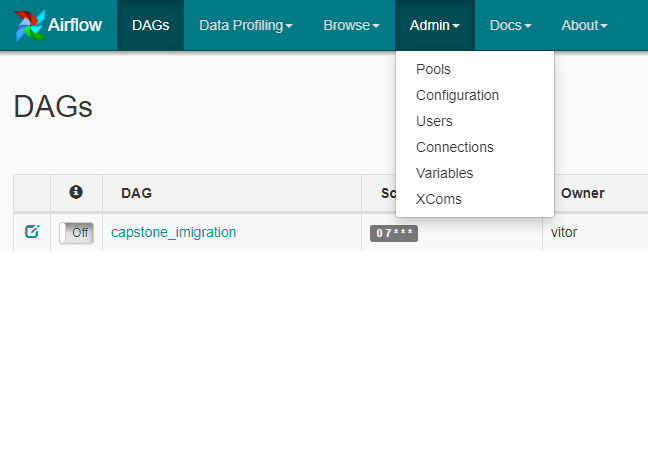 Airflow DAGs Data Profiling Browse Admin Docs About
Pools
Configuration
Users
Connections
Variables
XComs
DAGs
DAG Sc Owner
Off capstone_imigration 0 7 * * * vitor